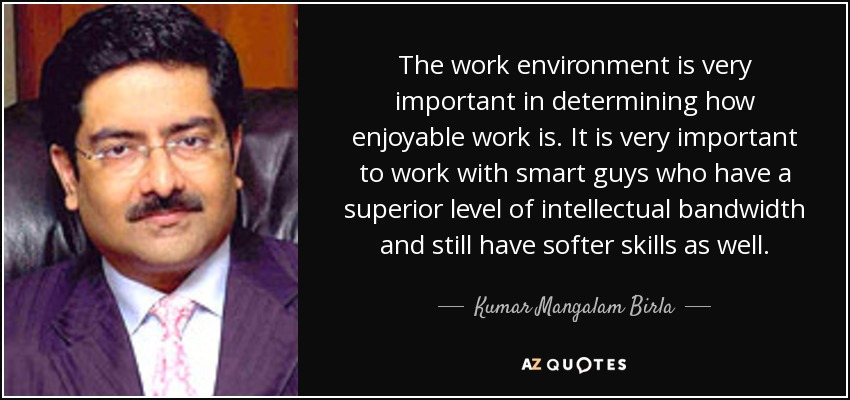 The work environment is very
important in determining how
enjoyable work is. It is very important
to work with smart guys who have a
superior level of intellectual bandwidth
and still have softer skills as well.
Kumar Mangalam Birla
AZ QUOTES